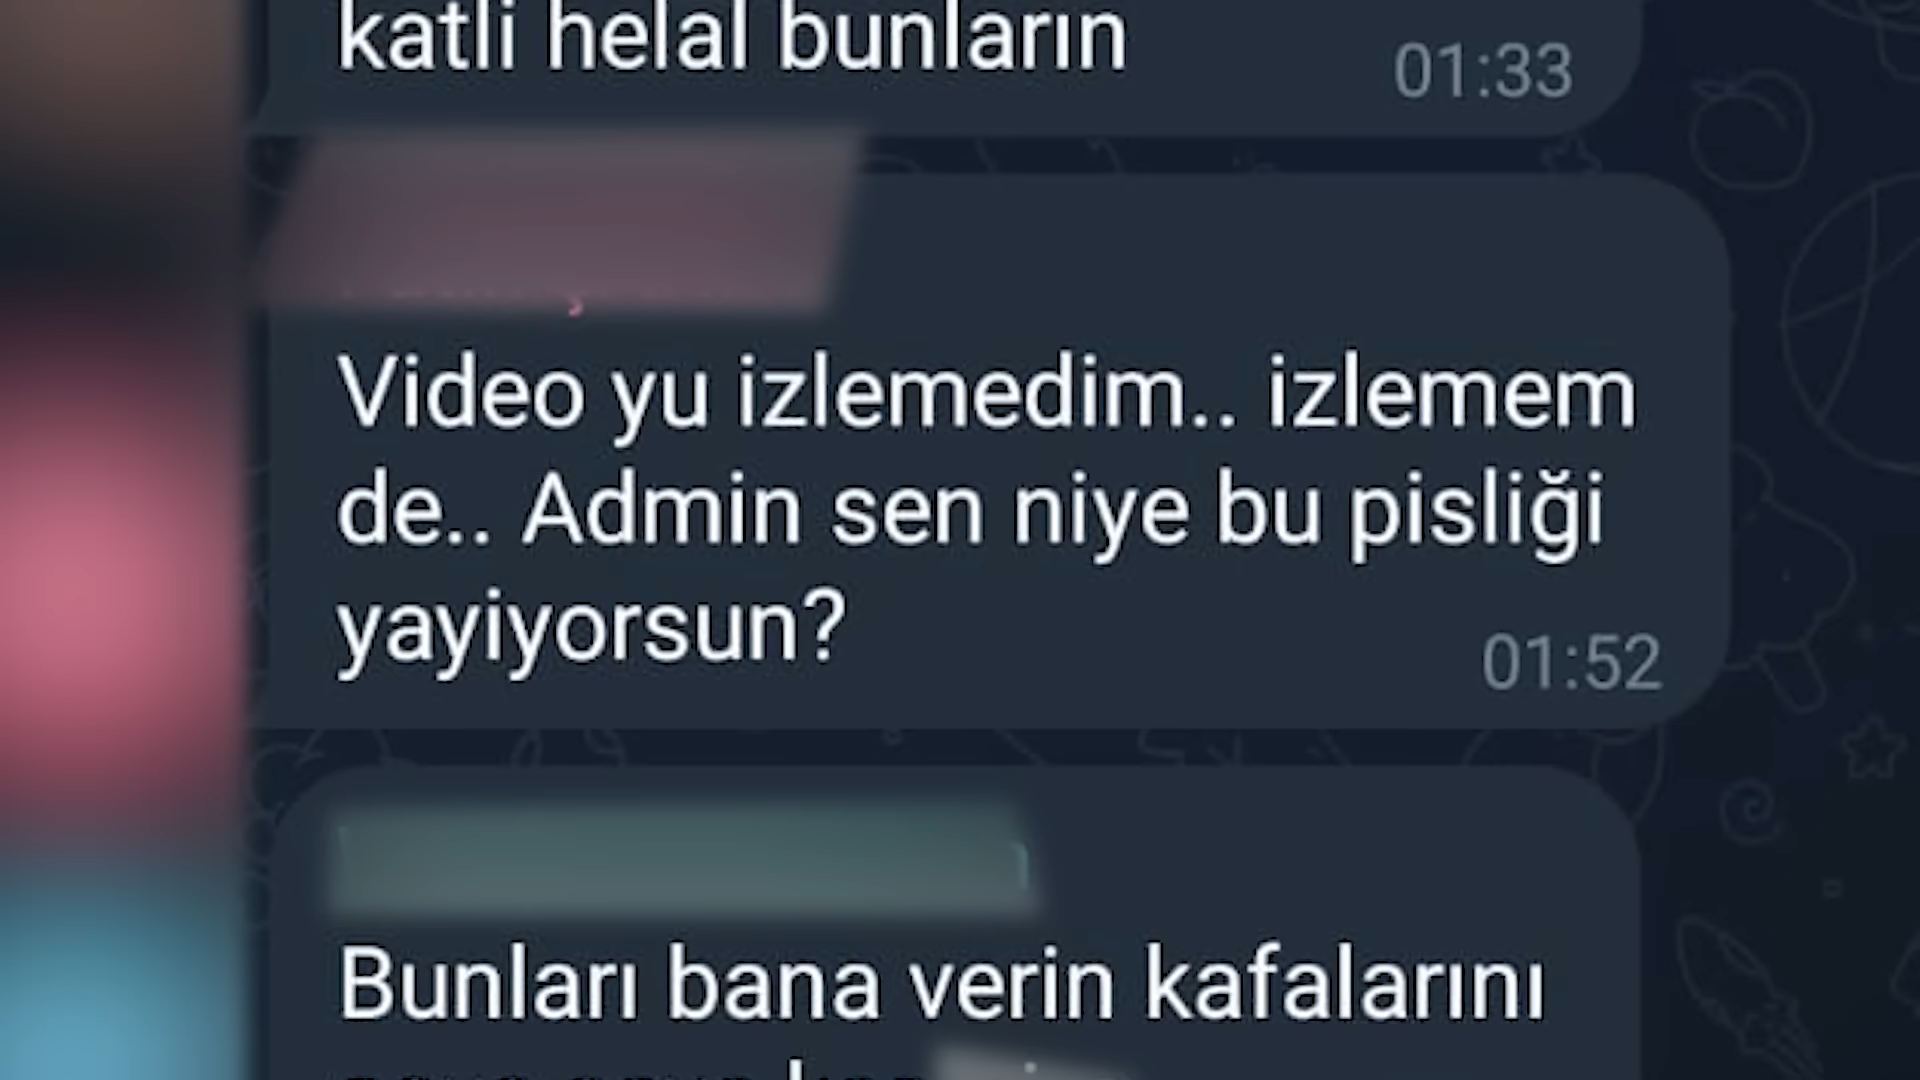 katli helal bunların
01:33
Video yu izlemedim.. izlemem
de.. Admin sen niye bu pisliği
yayiyorsun?
01:52
Bunları bana verin kafalarını